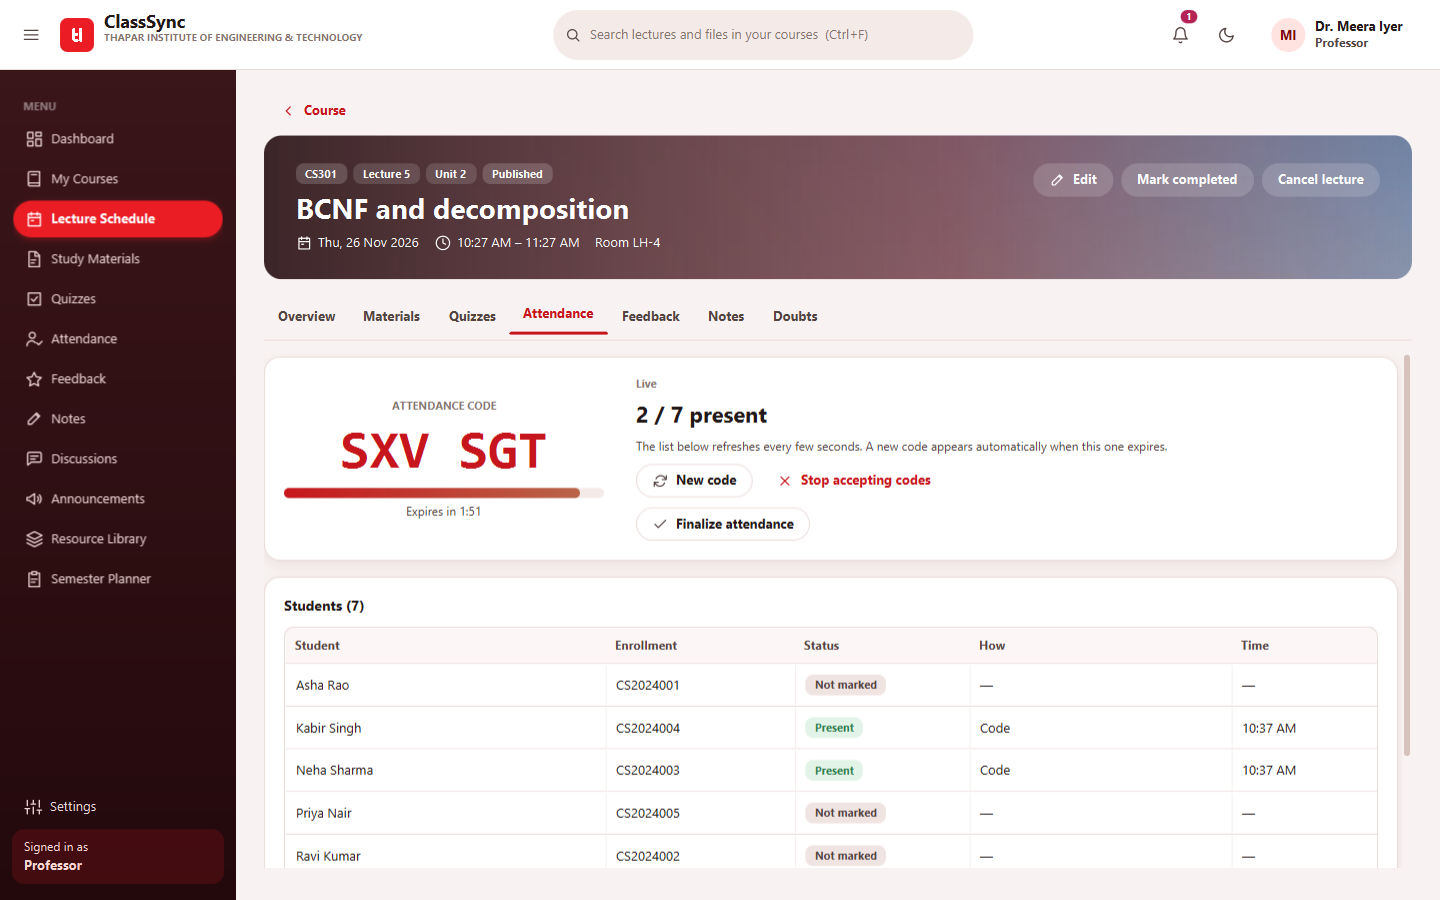 ClassSync
THAPAR INSTITUTE OF ENGINEERING & TECHNOLOGY
Search lectures and files in your courses (Ctrl+F)
1
MI
Dr. Meera Iyer
Professor
MENU
Dashboard
My Courses
Lecture Schedule
Study Materials
Quizzes
Attendance
Feedback
Notes
Discussions
Announcements
Resource Library
Semester Planner
Settings
Signed in as
Professor
Course
CS301 Lecture 5 Unit 2 Published
BCNF and decomposition
Thu, 26 Nov 2026 10:27 AM – 11:27 AM Room LH-4
Edit Mark completed Cancel lecture
Overview Materials Quizzes Attendance Feedback Notes Doubts
ATTENDANCE CODE
SXV SGT
Expires in 1:51
Live
2 / 7 present
The list below refreshes every few seconds. A new code appears automatically when this one expires.
New code Stop accepting codes
Finalize attendance
Students (7)
Student Enrollment Status How Time
Asha Rao CS2024001 Not marked — —
Kabir Singh CS2024004 Present Code 10:37 AM
Neha Sharma CS2024003 Present Code 10:37 AM
Priya Nair CS2024005 Not marked — —
Ravi Kumar CS2024002 Not marked — —